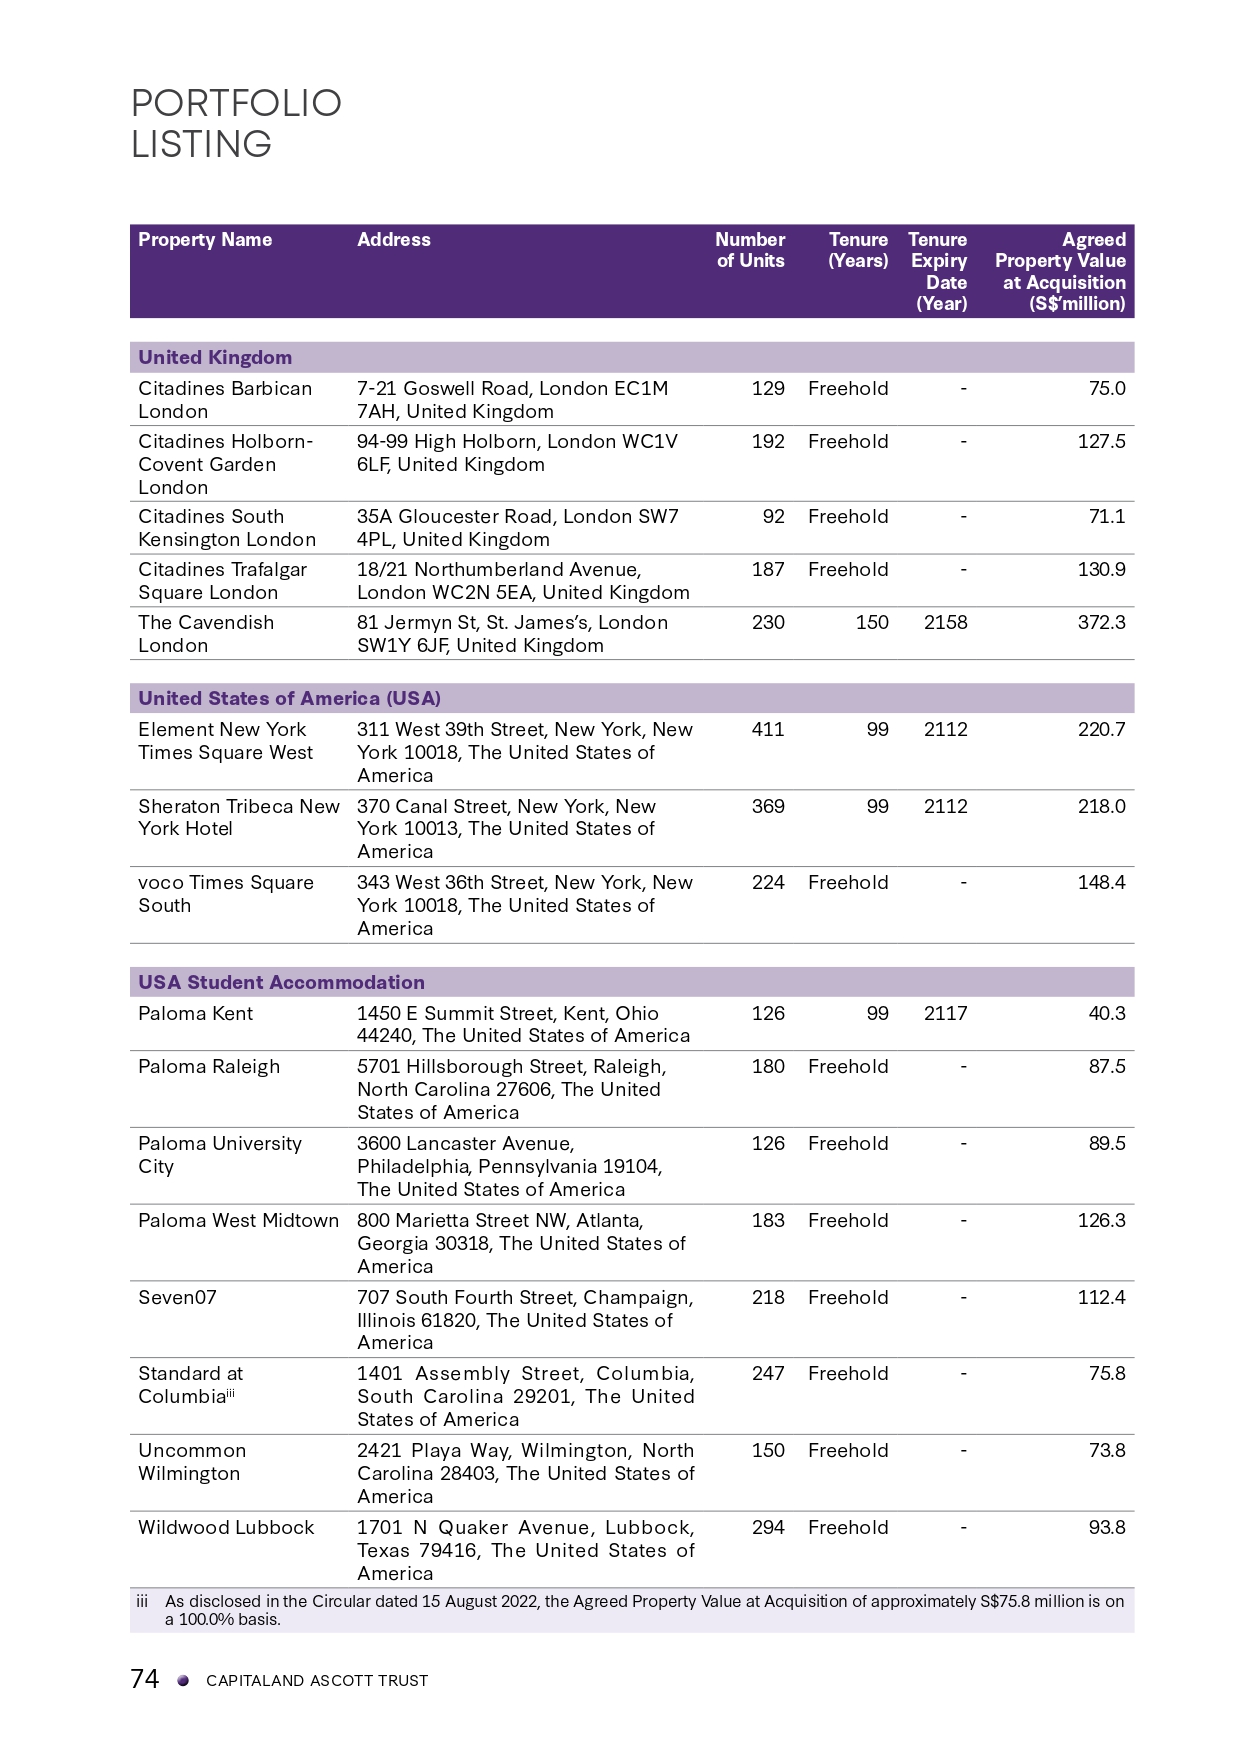 PORTFOLIO
LISTING
Property Name Address Number of Units Tenure (Years) Tenure Expiry Date (Year) Agreed Property Value at Acquisition (S$'million)
United Kingdom
Citadines Barbican 7-21 Goswell Road, London EC1M 129 Freehold - 75.0
London 7AH, United Kingdom
Citadines Holborn- 94-99 High Holborn, London WC1V 192 Freehold - 127.5
Covent Garden 6LF, United Kingdom
London
Citadines South 35A Gloucester Road, London SW7 92 Freehold - 71.1
Kensington London 4PL, United Kingdom
Citadines Trafalgar 18/21 Northumberland Avenue, 187 Freehold - 130.9
Square London London WC2N 5EA, United Kingdom
The Cavendish 81 Jermyn St, St. James's, London 230 150 2158 372.3
London SW1Y 6JF, United Kingdom
United States of America (USA)
Element New York 311 West 39th Street, New York, New 411 99 2112 220.7
Times Square West York 10018, The United States of
America
Sheraton Tribeca New 370 Canal Street, New York, New 369 99 2112 218.0
York Hotel York 10013, The United States of
America
voco Times Square 343 West 36th Street, New York, New 224 Freehold - 148.4
South York 10018, The United States of
America
USA Student Accommodation
Paloma Kent 1450 E Summit Street, Kent, Ohio 126 99 2117 40.3
44240, The United States of America
Paloma Raleigh 5701 Hillsborough Street, Raleigh, 180 Freehold - 87.5
North Carolina 27606, The United
States of America
Paloma University 3600 Lancaster Avenue, 126 Freehold - 89.5
City Philadelphia, Pennsylvania 19104,
The United States of America
Paloma West Midtown 800 Marietta Street NW, Atlanta, 183 Freehold - 126.3
Georgia 30318, The United States of
America
Seven07 707 South Fourth Street, Champaign, 218 Freehold - 112.4
Illinois 61820, The United States of
America
Standard at 1401 Assembly Street, Columbia, 247 Freehold - 75.8
Columbiaiii South Carolina 29201, The United
States of America
Uncommon 2421 Playa Way, Wilmington, North 150 Freehold - 73.8
Wilmington Carolina 28403, The United States of
America
Wildwood Lubbock 1701 N Quaker Avenue, Lubbock, 294 Freehold - 93.8
Texas 79416, The United States of
America
iii As disclosed in the Circular dated 15 August 2022, the Agreed Property Value at Acquisition of approximately S$75.8 million is on
a 100.0% basis.
74 CAPITALAND ASCOTT TRUST